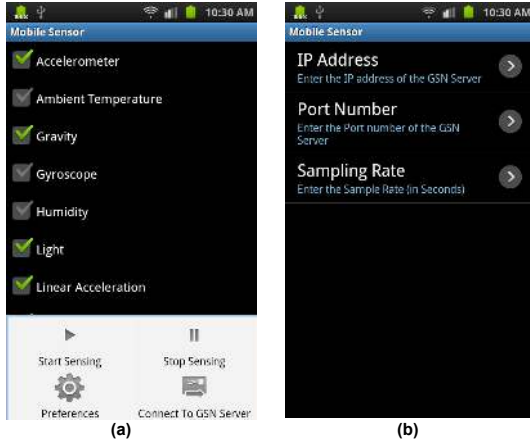 10:30 AM
Mobile Sensor
Accelerometer
Ambient Temperature
Gravity
Gyroscope
Humidity
Light
Linear Acceleration
Start Sensing
Stop Sensing
Preferences
Connect To GSN Server
(a)
10:30 AM
Mobile Sensor
IP Address
Enter the IP address of the GSN Server
Port Number
Enter the Port number of the GSN
Server
Sampling Rate
Enter the Sample Rate (in Seconds)
(b)